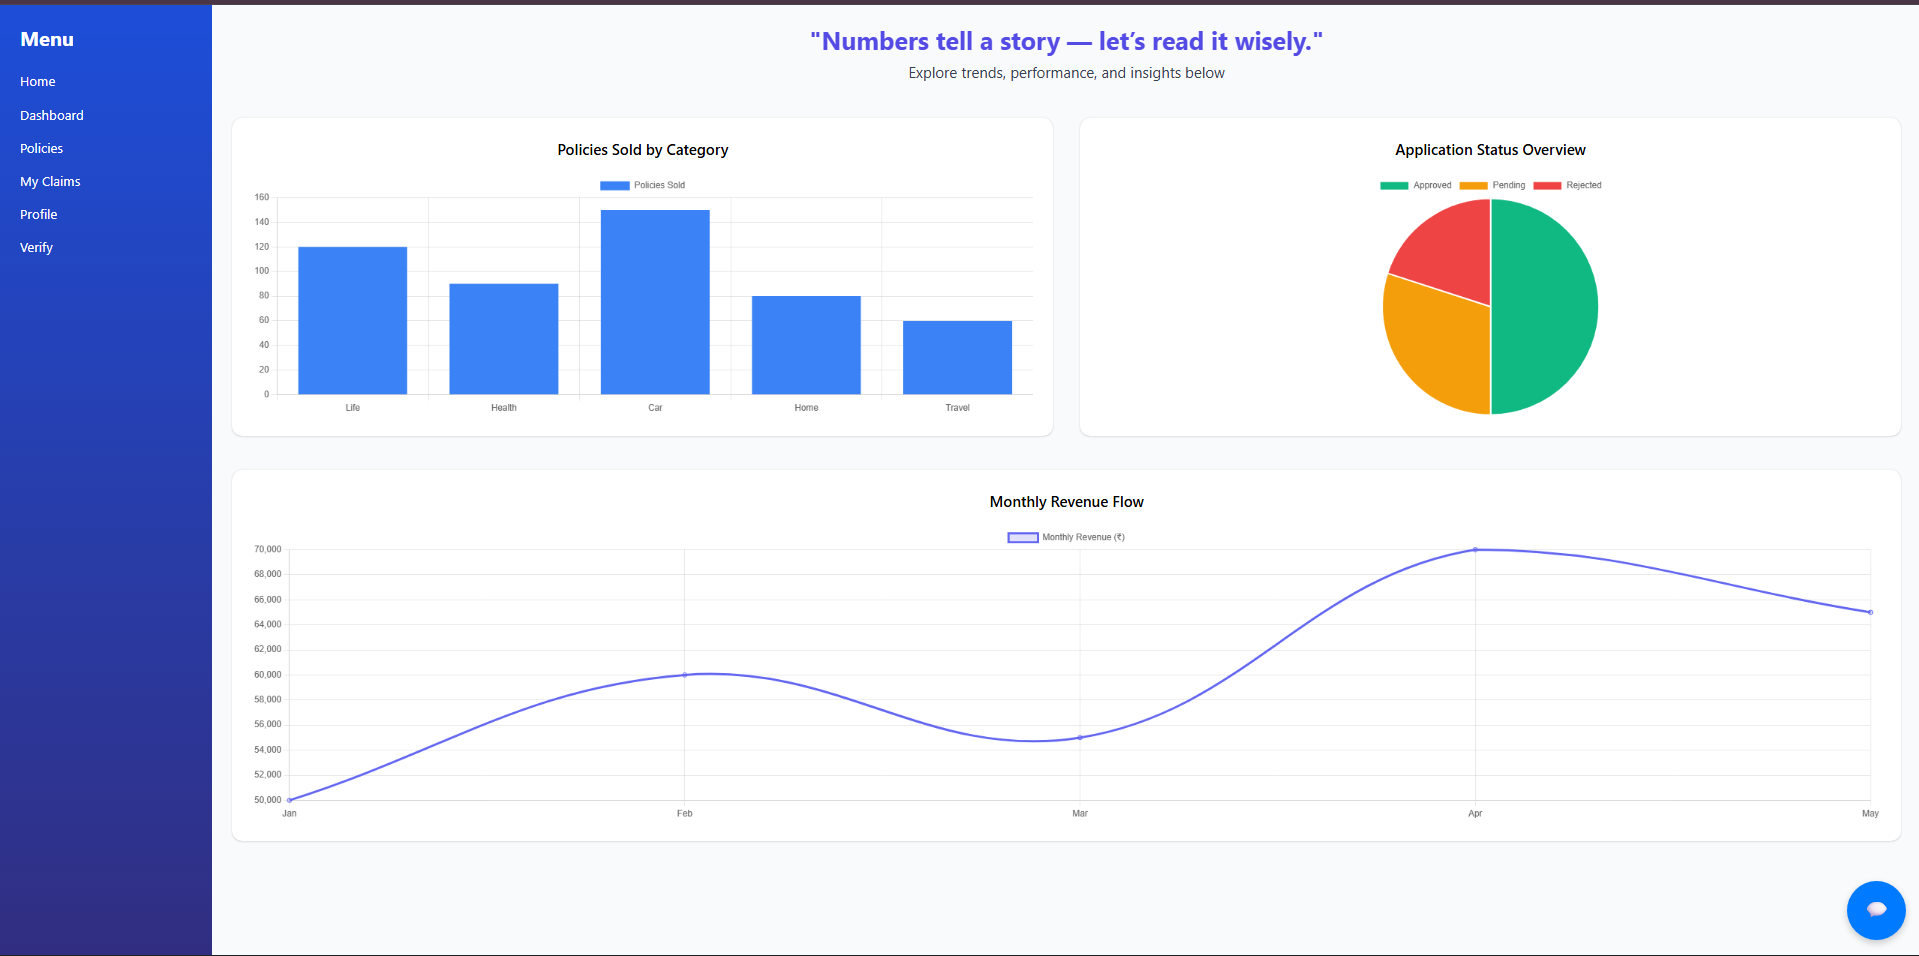 Menu
Home
Dashboard
Policies
My Claims
Profile
Verify
"Numbers tell a story — let’s read it wisely."
Explore trends, performance, and insights below
Policies Sold by Category
Policies Sold
160
140
120
100
80
60
40
20
0
Life Health Car Home Travel
Application Status Overview
Approved Pending Rejected
Monthly Revenue Flow
Monthly Revenue (₹)
70,000
68,000
66,000
64,000
62,000
60,000
58,000
56,000
54,000
52,000
50,000
Jan Feb Mar Apr May